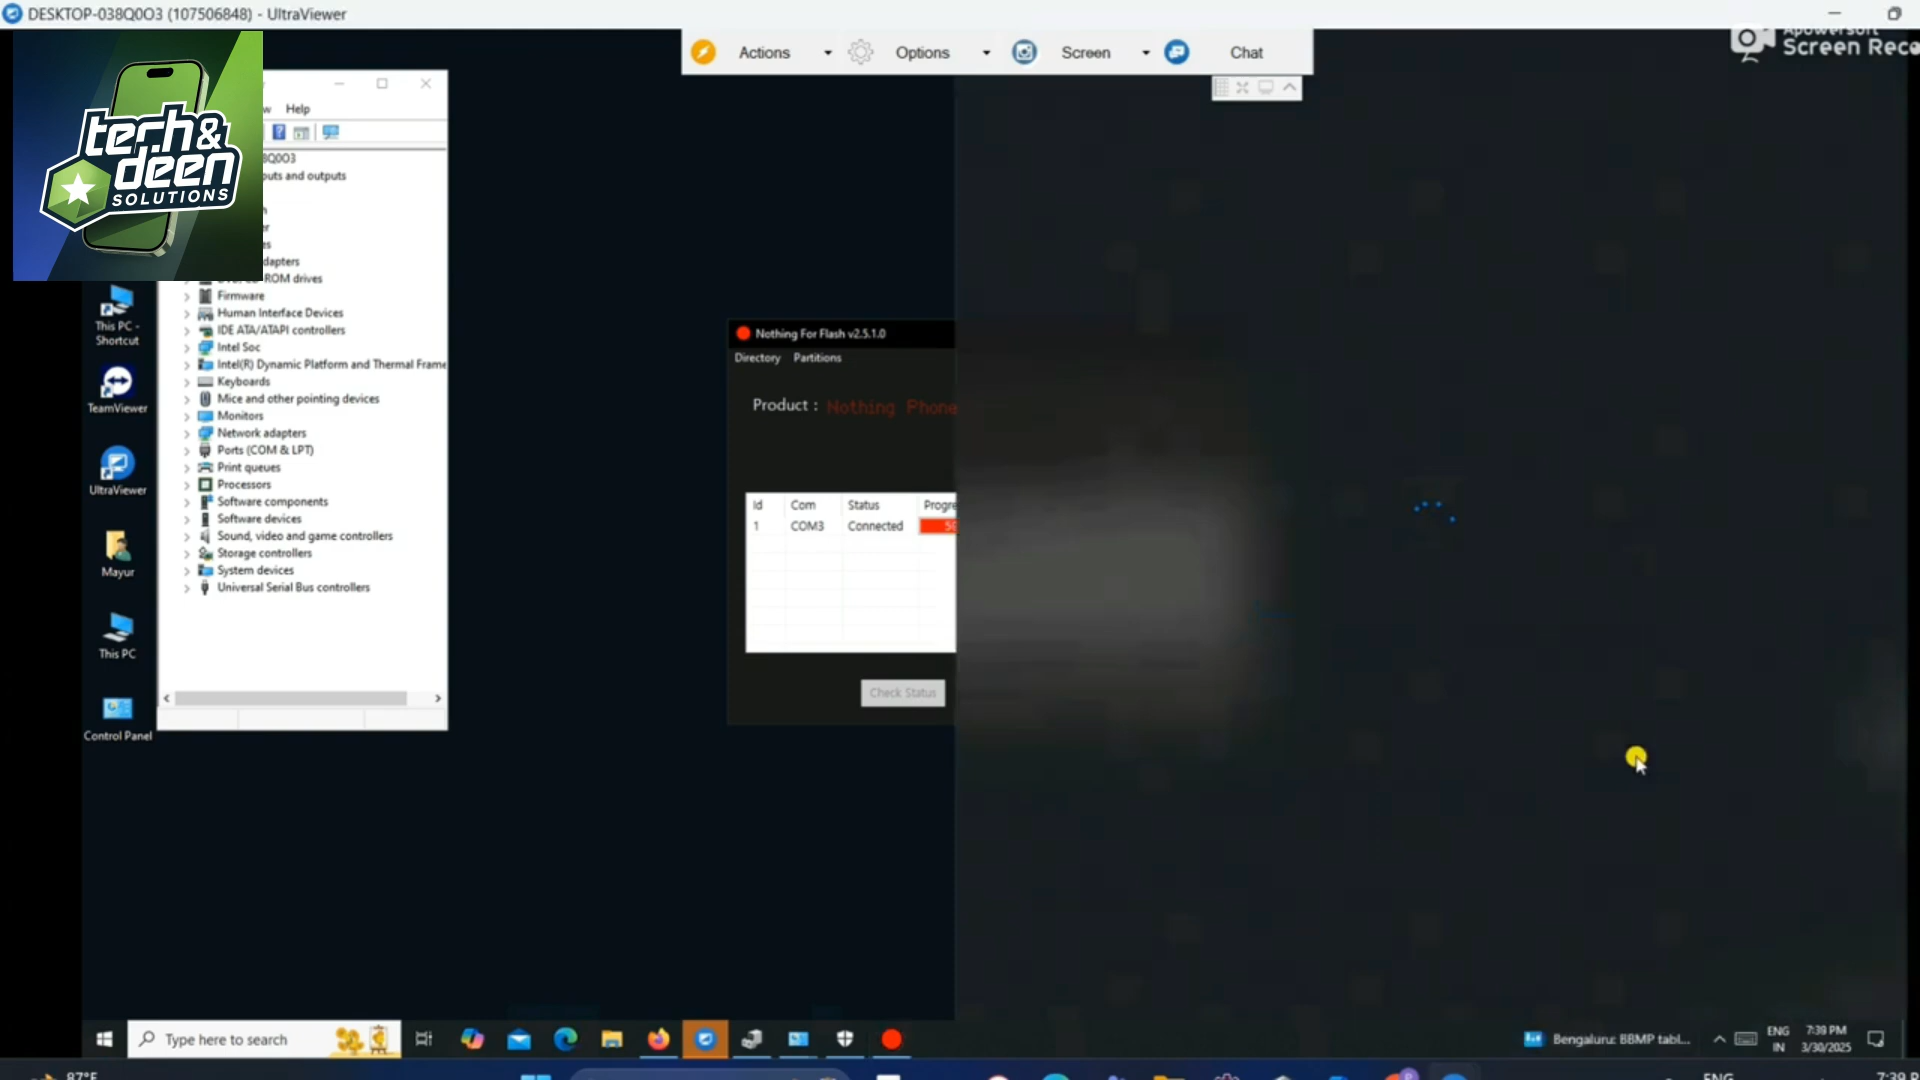 DESKTOP-038Q0O3 (107506848) - UltraViewer
Actions
Options
Screen
Chat
Apowersoft
Screen Reco
tech&
deen
SOLUTIONS
Help
8Q0O3
puts and outputs
dapters
ROM drives
Firmware
Human Interface Devices
IDE ATA/ATAPI controllers
Intel Soc
Intel(R) Dynamic Platform and Thermal Frame
Keyboards
Mice and other pointing devices
Monitors
Network adapters
Ports (COM & LPT)
Print queues
Processors
Software components
Software devices
Sound, video and game controllers
Storage controllers
System devices
Universal Serial Bus controllers
This PC -
Shortcut
TeamViewer
UltraViewer
Mayur
This PC
Control Panel
Nothing For Flash v2.5.1.0
Directory Partitions
Product : Nothing Phone
Id Com Status Progre
1 COM3 Connected
Check Status
Type here to search
Bengaluru: BBMP tabl...
ENG
IN
7:39 PM
3/30/2025
87°F
ENG
7:39 P